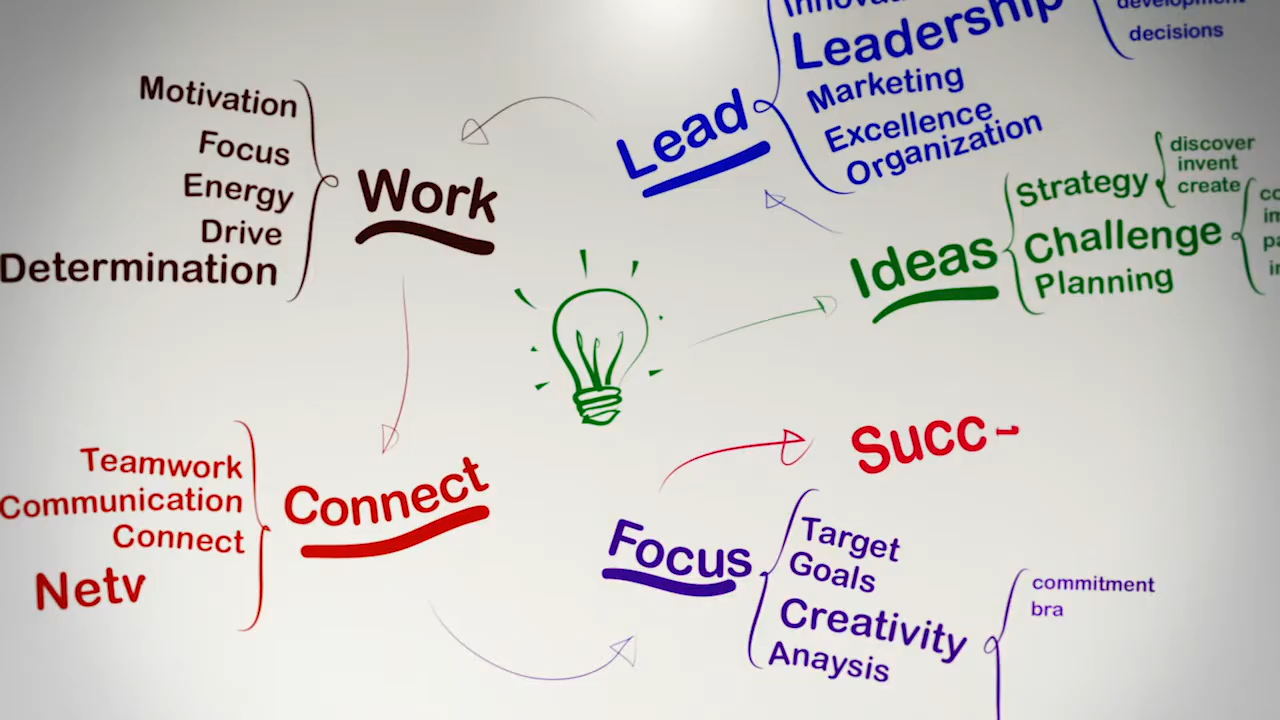 Motivation
Focus
Energy
Drive
Determination
Work
Lead
Leadership
Marketing
Excellence
Organization
development
decisions
Ideas
Strategy
discover
invent
create
Challenge
Planning
Teamwork
Communication
Connect
Netv
Connect
Succ
Focus
Target
Goals
Creativity
Anaysis
commitment
bra